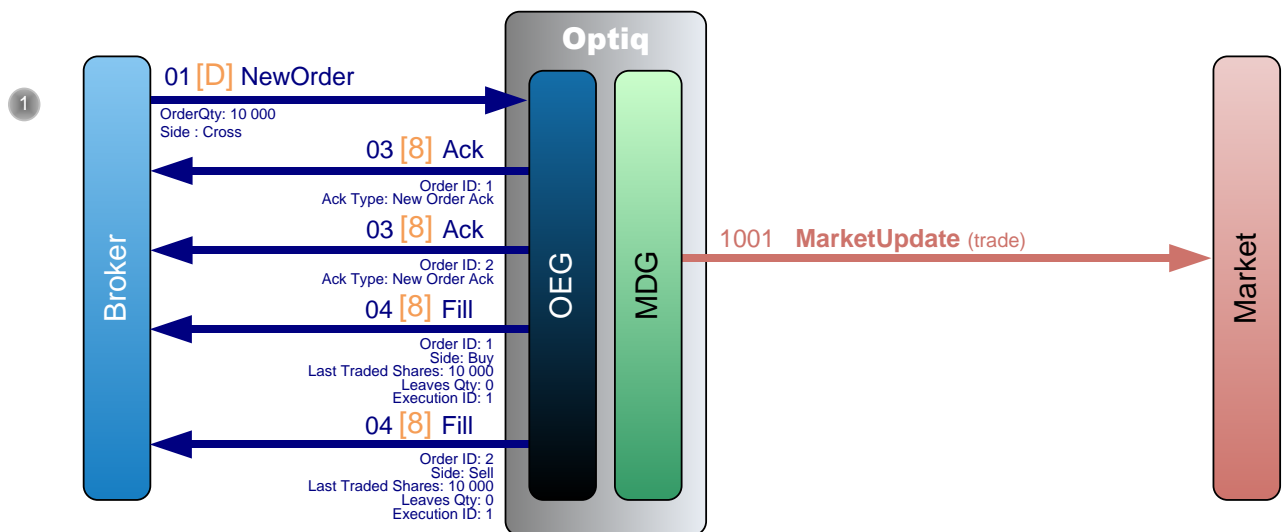 Optiq
1
01 [D] NewOrder
OrderQty: 10 000
Side : Cross
03 [8] Ack
Order ID: 1
Ack Type: New Order Ack
03 [8] Ack
Order ID: 2
Ack Type: New Order Ack
04 [8] Fill
Order ID: 1
Side: Buy
Last Traded Shares: 10 000
Leaves Qty: 0
Execution ID: 1
04 [8] Fill
Order ID: 2
Side: Sell
Last Traded Shares: 10 000
Leaves Qty: 0
Execution ID: 1
Broker
OEG
MDG
1001 MarketUpdate (trade)
Market